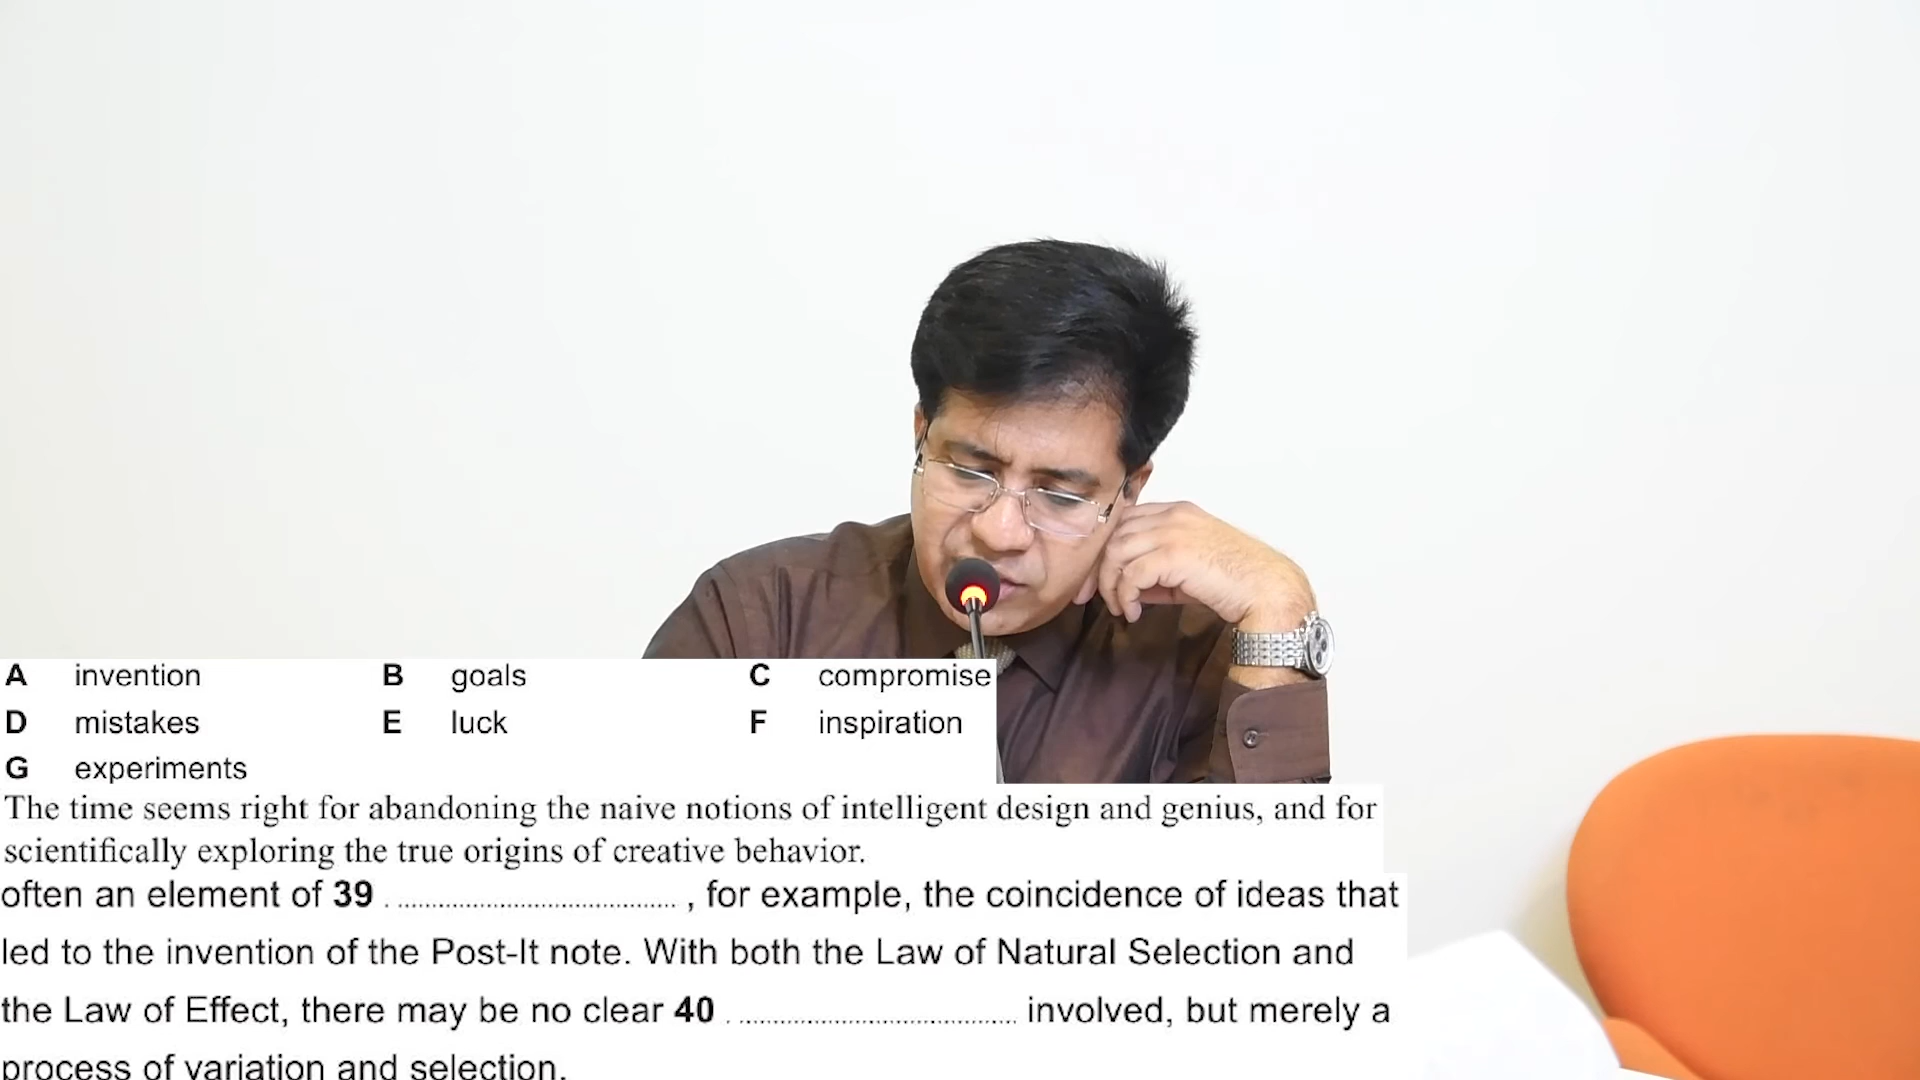 A invention B goals C compromise
D mistakes E luck F inspiration
G experiments
The time seems right for abandoning the naive notions of intelligent design and genius, and for
scientifically exploring the true origins of creative behavior.
often an element of 39 . ........................................ , for example, the coincidence of ideas that
led to the invention of the Post-It note. With both the Law of Natural Selection and
the Law of Effect, there may be no clear 40 . ........................................ involved, but merely a
process of variation and selection.